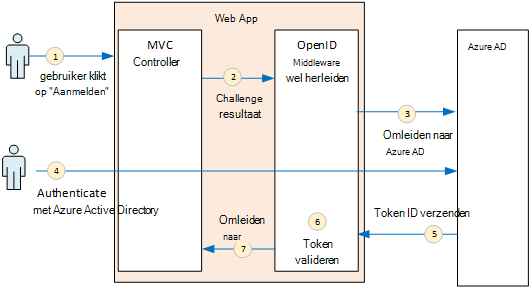 Web App
MVC
Controller
OpenID
Middleware
wel herleiden
Azure AD
1
gebruiker klikt
op "Aanmelden"
2
Challenge
resultaat
3
Omleiden naar
Azure AD
4
Authenticate
met Azure Active Directory
Token ID verzenden
5
6
Token
valideren
Omleiden
naar
7